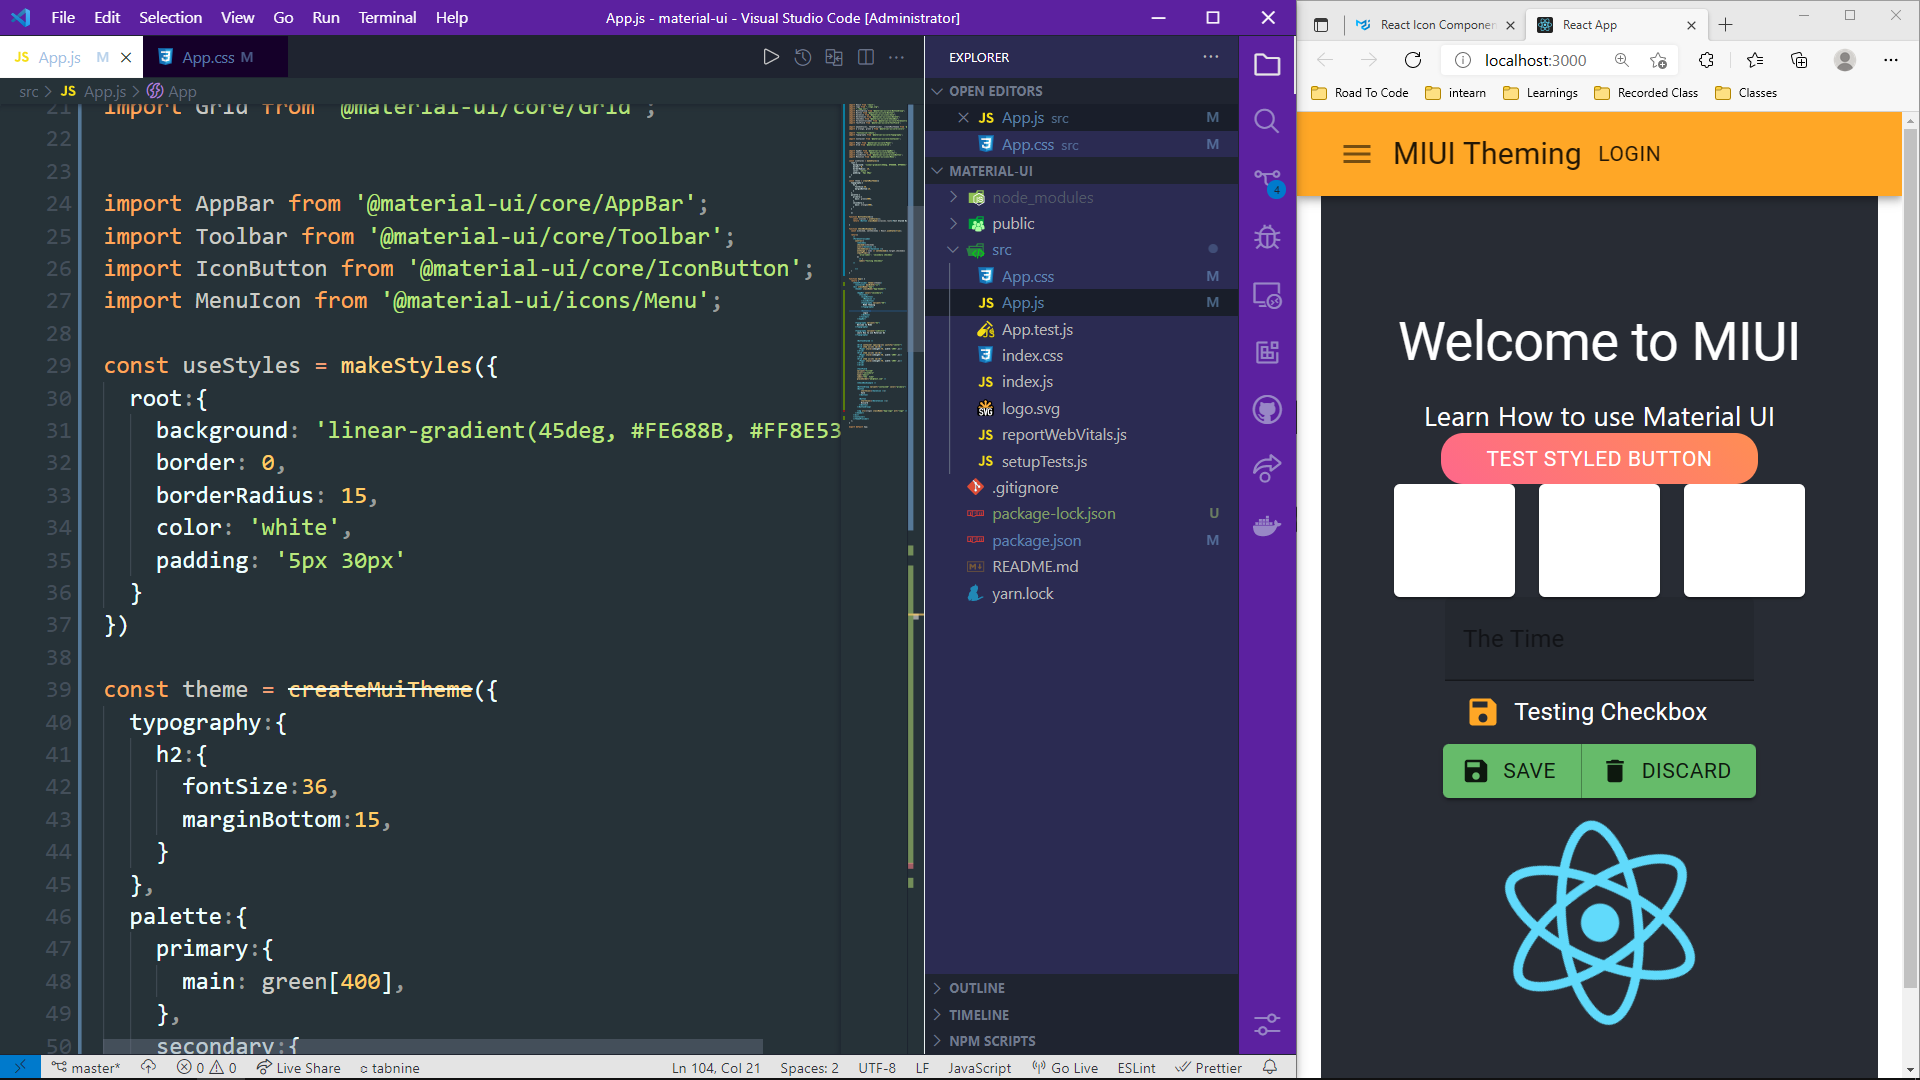 File Edit Selection View Go Run Terminal Help
App.js - material-ui - Visual Studio Code [Administrator]
JS App.js M
App.css M
src > JS App.js > App
21 import Grid from '@material-ui/core/Grid';
22
23
24 import AppBar from '@material-ui/core/AppBar';
25 import Toolbar from '@material-ui/core/Toolbar';
26 import IconButton from '@material-ui/core/IconButton';
27 import MenuIcon from '@material-ui/icons/Menu';
28
29 const useStyles = makeStyles({
30 root:{
31 background: 'linear-gradient(45deg, #FE688B, #FF8E53
32 border: 0,
33 borderRadius: 15,
34 color: 'white',
35 padding: '5px 30px'
36 }
37 })
38
39 const theme = createMuiTheme({
40 typography:{
41 h2:{
42 fontSize:36,
43 marginBottom:15,
44 }
45 },
46 palette:{
47 primary:{
48 main: green[400],
49 },
50 secondary:{
EXPLORER
OPEN EDITORS
JS App.js src M
App.css src M
MATERIAL-UI
node_modules
public
src
App.css M
JS App.js M
App.test.js
index.css
JS index.js
SVG logo.svg
JS reportWebVitals.js
JS setupTests.js
.gitignore
package-lock.json U
package.json M
README.md
yarn.lock
OUTLINE
TIMELINE
NPM SCRIPTS
4
master* 0 0 Live Share tabnine Ln 104, Col 21 Spaces: 2 UTF-8 LF JavaScript Go Live ESLint Prettier
React Icon Componen
React App
localhost:3000
Road To Code intearn Learnings Recorded Class Classes
MIUI Theming LOGIN
Welcome to MIUI
Learn How to use Material UI
TEST STYLED BUTTON
The Time
Testing Checkbox
SAVE DISCARD